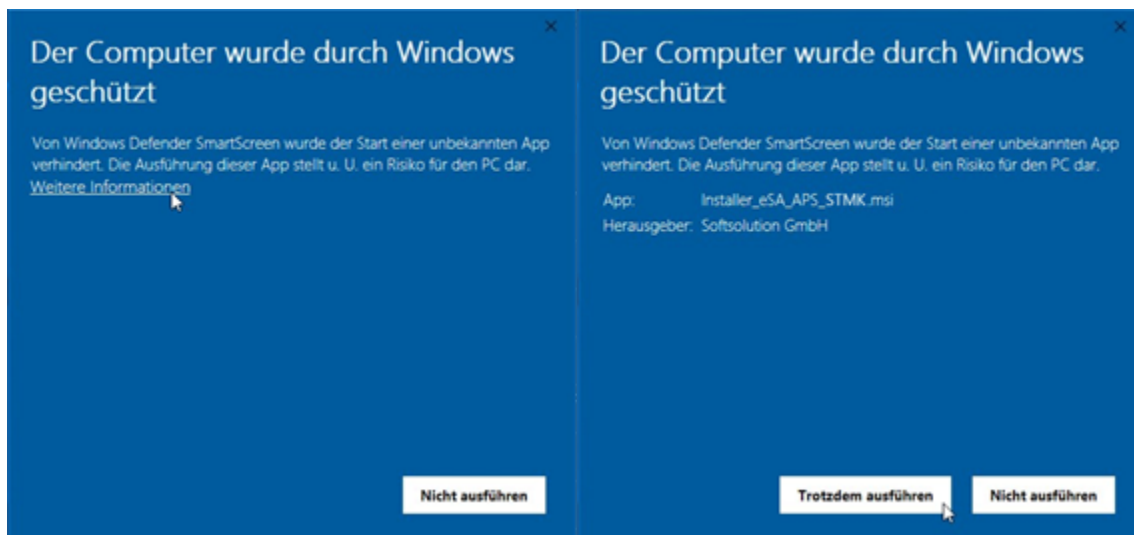 Der Computer wurde durch Windows
geschützt
Von Windows Defender SmartScreen wurde der Start einer unbekannten App
verhindert. Die Ausführung dieser App stellt u. U. ein Risiko für den PC dar.
Weitere Informationen
Nicht ausführen
Der Computer wurde durch Windows
geschützt
Von Windows Defender SmartScreen wurde der Start einer unbekannten App
verhindert. Die Ausführung dieser App stellt u. U. ein Risiko für den PC dar.
App: Installer_eSA_APS_STMK.msi
Herausgeber: Softsolution GmbH
Trotzdem ausführen Nicht ausführen